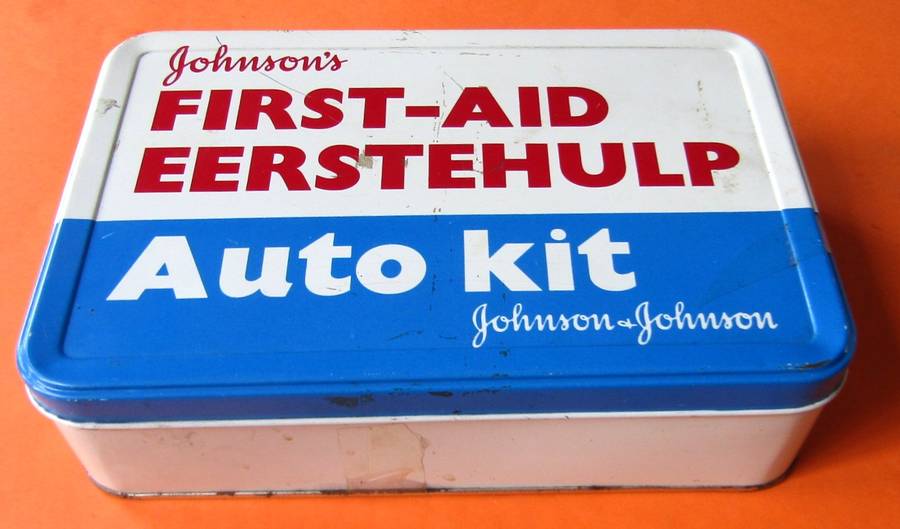 Johnson's
FIRST-AID
EERSTEHULP
Auto kit
Johnson & Johnson